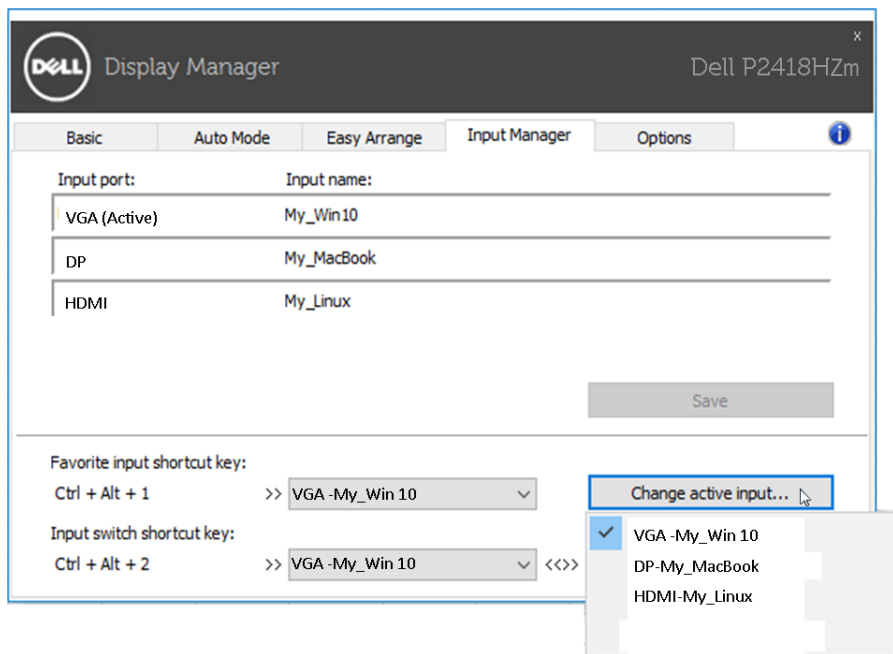 x
DELL Display Manager Dell P2418HZm
Basic Auto Mode Easy Arrange Input Manager Options i
Input port: Input name:
VGA (Active) My_Win10
DP My_MacBook
HDMI My_Linux
Save
Favorite input shortcut key:
Ctrl + Alt + 1 >> VGA -My_Win 10 Change active input...
Input switch shortcut key:
VGA -My_Win 10
Ctrl + Alt + 2 >> VGA -My_Win 10 <<>>
DP-My_MacBook
HDMI-My_Linux